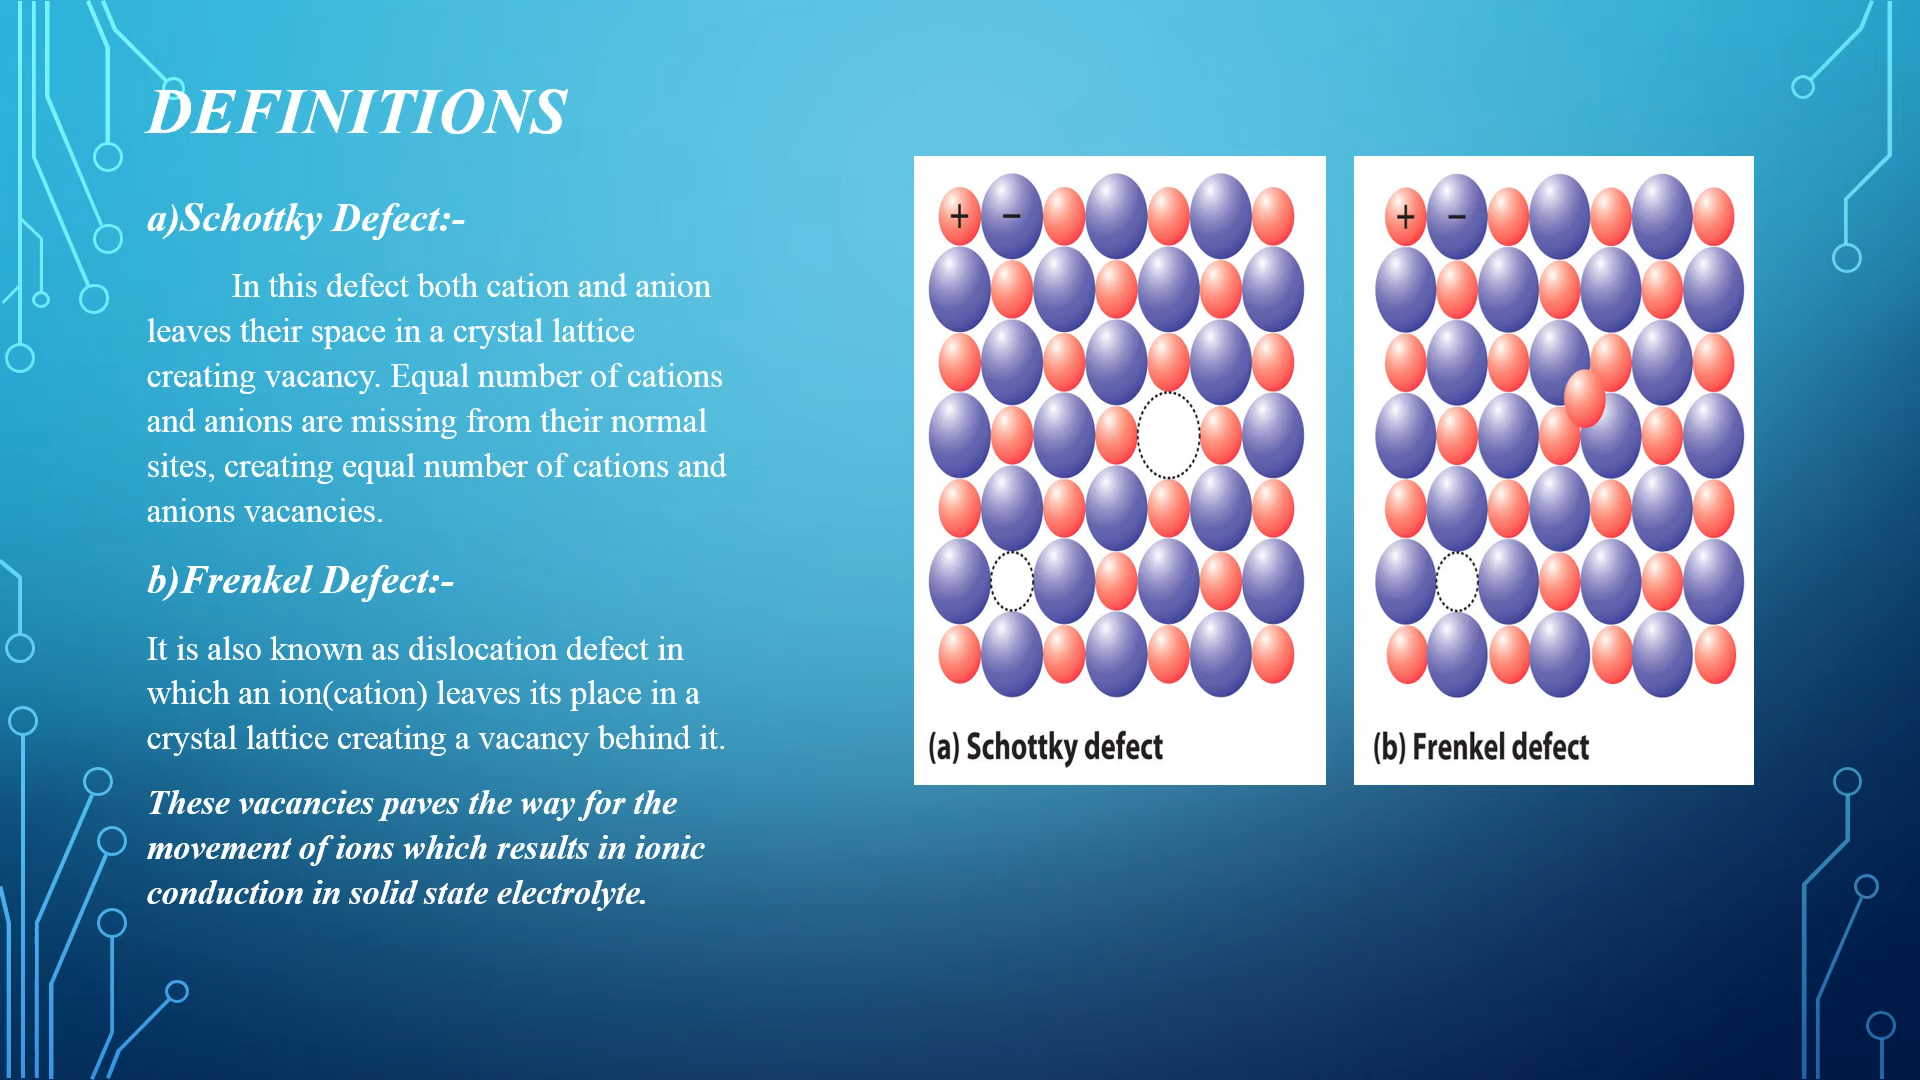 DEFINITIONS
a)Schottky Defect:-
In this defect both cation and anion
leaves their space in a crystal lattice
creating vacancy. Equal number of cations
and anions are missing from their normal
sites, creating equal number of cations and
anions vacancies.
b)Frenkel Defect:-
It is also known as dislocation defect in
which an ion(cation) leaves its place in a
crystal lattice creating a vacancy behind it.
These vacancies paves the way for the
movement of ions which results in ionic
conduction in solid state electrolyte.
+ −
(a) Schottky defect
+ −
(b) Frenkel defect